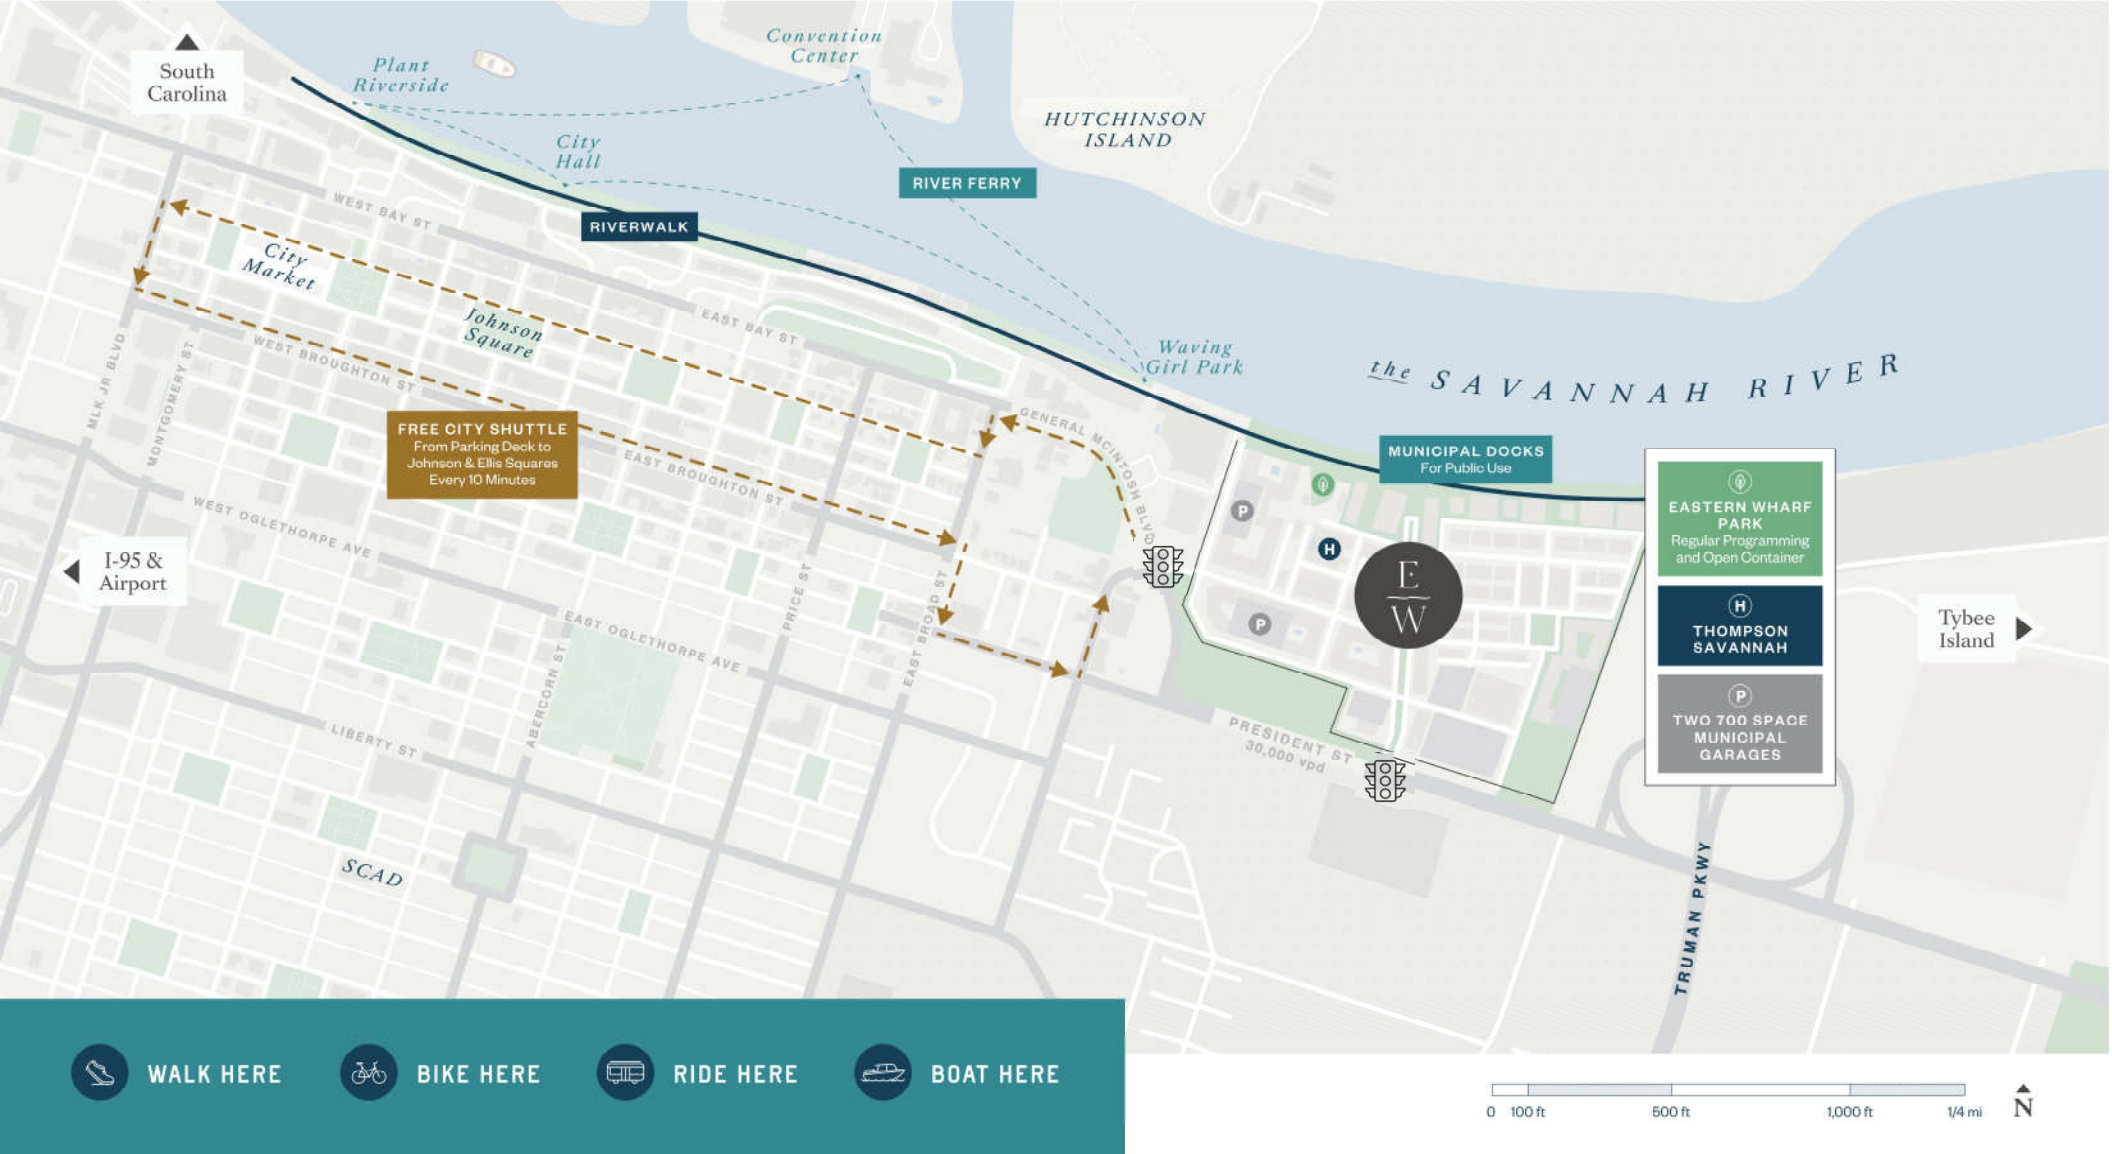 South
Carolina
Plant
Riverside
Convention
Center
City
Hall
HUTCHINSON
ISLAND
RIVER FERRY
RIVERWALK
WEST BAY ST
City
Market
Johnson
Square
EAST BAY ST
Waving
Girl Park
the SAVANNAH RIVER
MLK JR BLVD
MONTGOMERY ST
WEST BROUGHTON ST
FREE CITY SHUTTLE
From Parking Deck to
Johnson & Ellis Squares
Every 10 Minutes
EAST BROUGHTON ST
GENERAL MCINTOSH BLVD
MUNICIPAL DOCKS
For Public Use
P
H
P
E
W
EASTERN WHARF
PARK
Regular Programming
and Open Container
H
THOMPSON
SAVANNAH
P
TWO 700 SPACE
MUNICIPAL
GARAGES
I-95 &
Airport
WEST OGLETHORPE AVE
EAST OGLETHORPE AVE
PRICE ST
EAST BROAD ST
ABERCORN ST
LIBERTY ST
Tybee
Island
PRESIDENT ST
30,000 vpd
SCAD
TRUMAN PKWY
WALK HERE
BIKE HERE
RIDE HERE
BOAT HERE
0 100 ft 500 ft 1,000 ft 1/4 mi
N